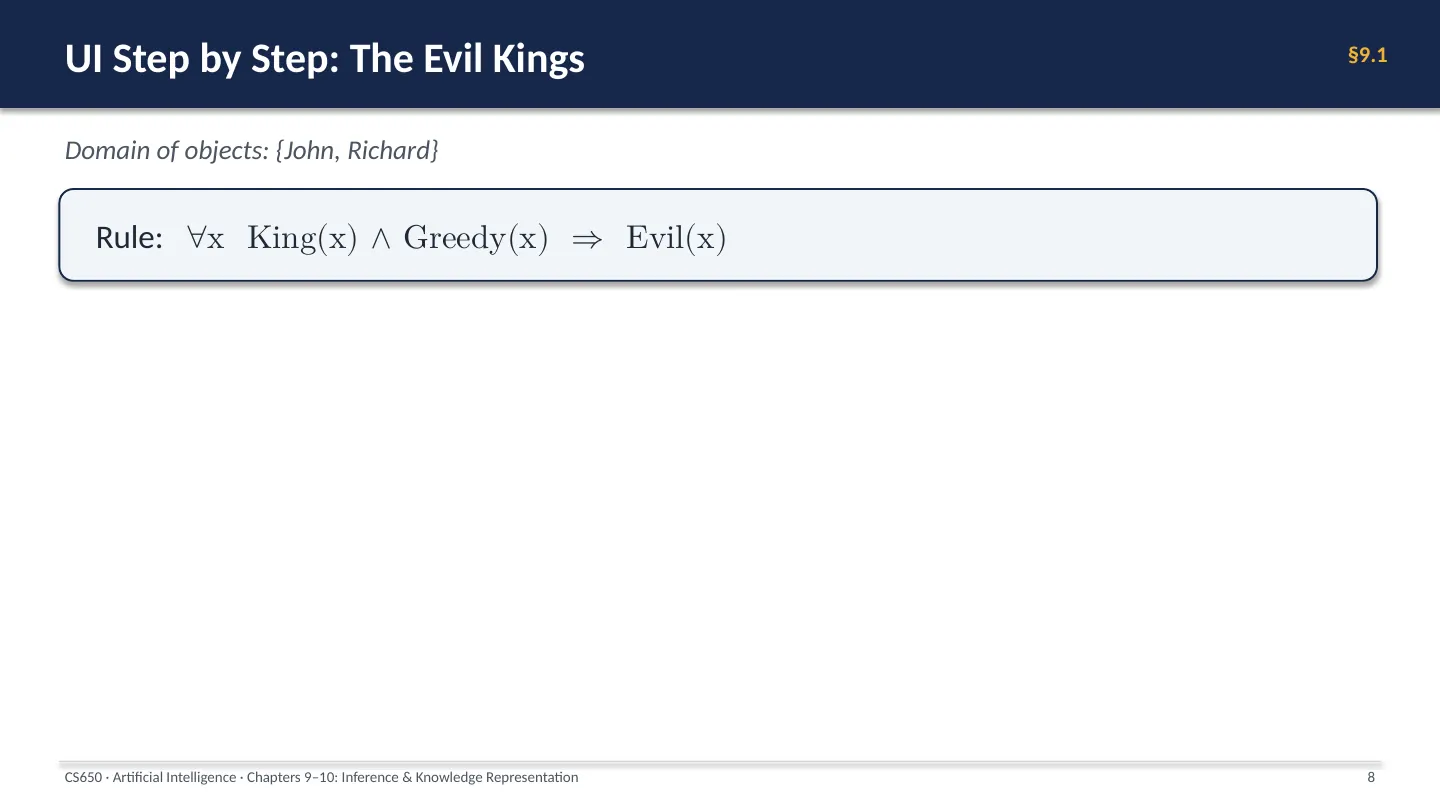 UI Step by Step: The Evil Kings
§9.1
Domain of objects: {John, Richard}
Rule: ∀x King(x) ∧ Greedy(x) ⇒ Evil(x)
CS650 · Artificial Intelligence · Chapters 9–10: Inference & Knowledge Representation
8